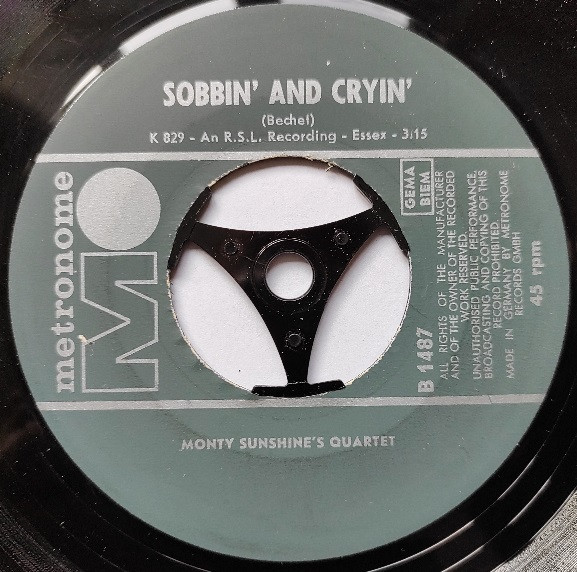 SOBBIN' AND CRYIN'
(Bechet)
K 829 - An R.S.L. Recording - Essex - 3:15
metronome
M
GEMA
BIEM
ALL RIGHTS OF THE MANUFACTURER
AND OF THE OWNER OF THE RECORDED
WORK RESERVED.
UNAUTHORISED PUBLIC PERFORMANCE,
BROADCASTING AND COPYING OF THIS
RECORD PROHIBITED.
MADE IN GERMANY BY METRONOME
RECORDS GMBH
B 1487
45 rpm
MONTY SUNSHINE'S QUARTET